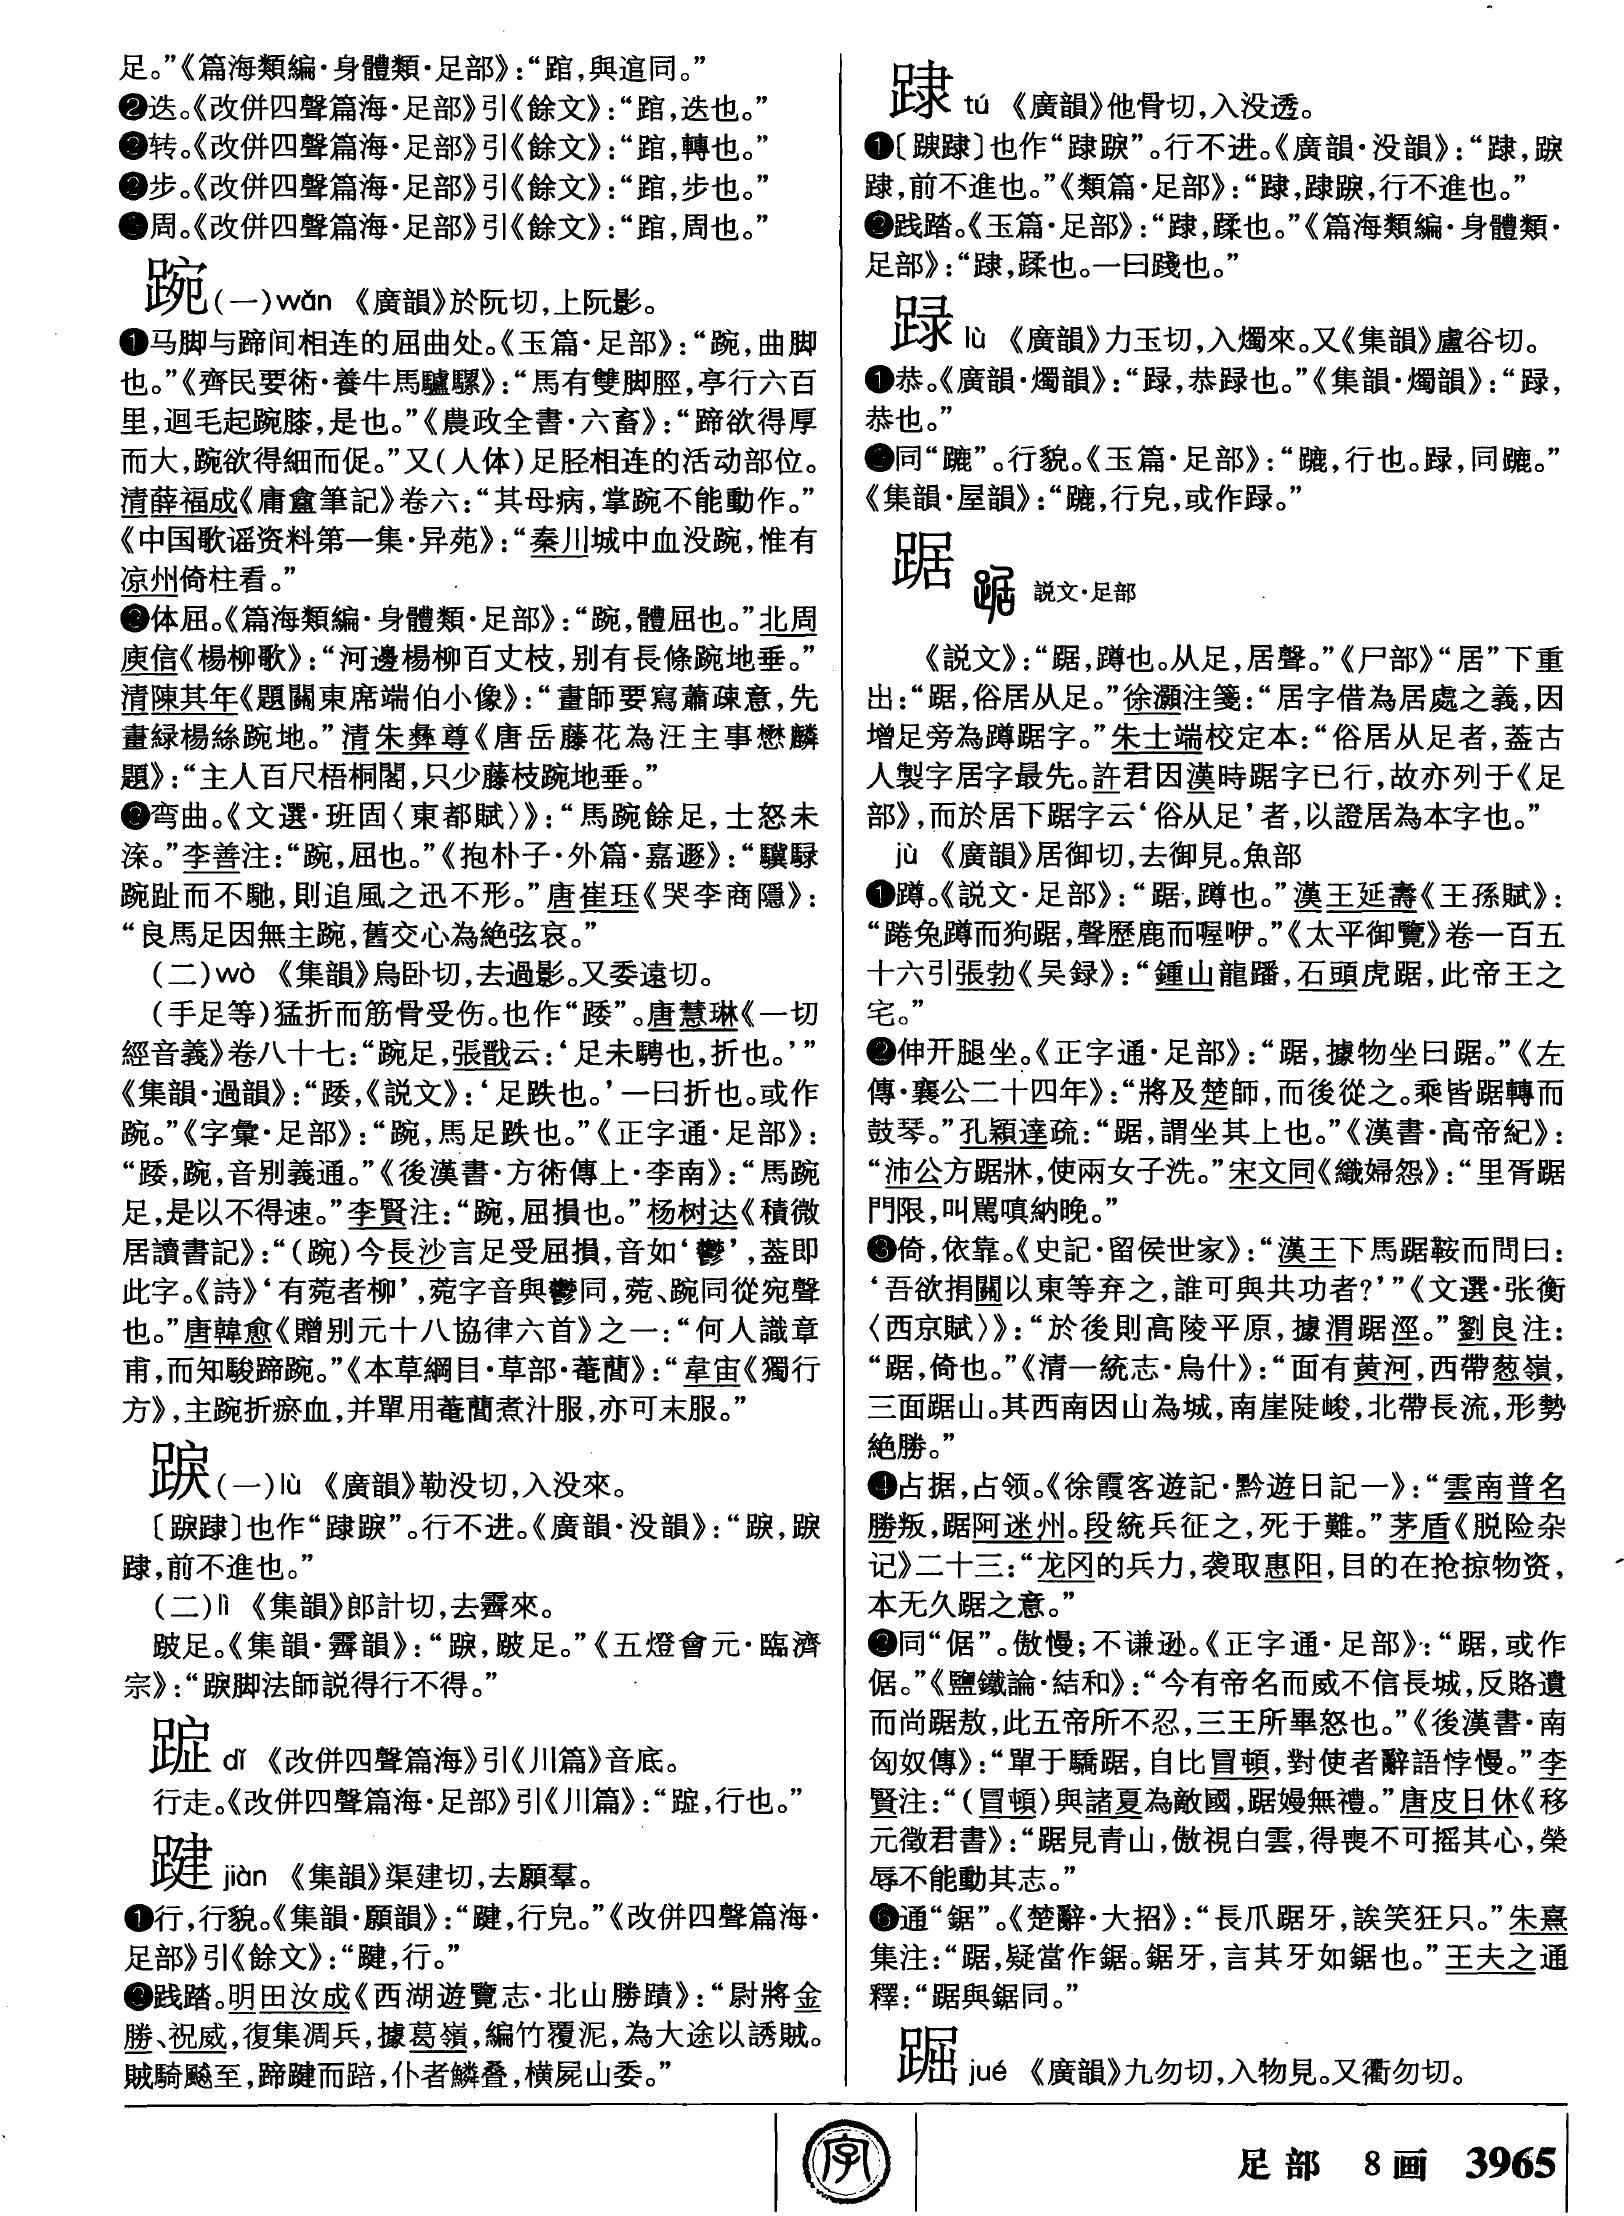 足。”《篇海類編·身體類·足部》：“踻，與逭同。”
❷迭。《改併四聲篇海·足部》引《餘文》：“踻，迭也。”
❸转。《改併四聲篇海·足部》引《餘文》：“踻，轉也。”
❹步。《改併四聲篇海·足部》引《餘文》：“踻，步也。”
❺周。《改併四聲篇海·足部》引《餘文》：“踻，周也。”
踠(一)wǎn 《廣韻》於阮切，上阮影。
❶马脚与蹄间相连的屈曲处。《玉篇·足部》：“踠，曲脚
也。”《齊民要術·養牛馬驢騾》：“馬有雙脚脛，亭行六百
里，迴毛起踠膝，是也。”《農政全書·六畜》：“蹄欲得厚
而大，踠欲得細而促。”又(人体)足胫相连的活动部位。
清薛福成《庸盦筆記》卷六：“其母病，掌踠不能動作。”
《中国歌谣资料第一集·异苑》：“秦川城中血没踠，惟有
凉州倚柱看。”
❷体屈。《篇海類編·身體類·足部》：“踠，體屈也。”北周
庾信《楊柳歌》：“河邊楊柳百丈枝，别有長條踠地垂。”
清陳其年《題關東席端伯小像》：“畫師要寫蕭疎意，先
畫緑楊絲踠地。”清朱彝尊《唐岳藤花為汪主事懋麟
題》：“主人百尺梧桐閣，只少藤枝踠地垂。”
❸弯曲。《文選·班固〈東都賦〉》：“馬踠餘足，士怒未
渫。”李善注：“踠，屈也。”《抱朴子·外篇·嘉遯》：“驥騄
踠趾而不馳，則追風之迅不形。”唐崔珏《哭李商隱》：
“良馬足因無主踠，舊交心為絶弦哀。”
(二)wò 《集韻》烏卧切，去過影。又委遠切。
(手足等)猛折而筋骨受伤。也作“踒”。唐慧琳《一切
經音義》卷八十七：“踠足，張戩云：‘足未騁也，折也。’”
《集韻·過韻》：“踒，《説文》：‘足跌也。’一曰折也。或作
踠。”《字彙·足部》：“踠，馬足跌也。”《正字通·足部》：
“踒，踠，音别義通。”《後漢書·方術傳上·李南》：“馬踠
足，是以不得速。”李賢注：“踠，屈損也。”杨树达《積微
居讀書記》：“(踠)今長沙言足受屈損，音如‘鬱’，蓋即
此字。《詩》‘有菀者柳’，菀字音與鬱同，菀、踠同從宛聲
也。”唐韓愈《贈别元十八協律六首》之一：“何人識章
甫，而知駿蹄踠。”《本草綱目·草部·菴䕡》：“韋宙《獨行
方》，主踠折瘀血，并單用菴䕡煮汁服，亦可末服。”
踧(一)lù 《廣韻》勒没切，入没來。
〔䟐䟮〕也作“䟮䟐”。行不进。《廣韻·没韻》：“䟐，䟐
䟮，前不進也。”
(二)lì 《集韻》郎計切，去霽來。
跛足。《集韻·霽韻》：“䟐，跛足。”《五燈會元·臨濟
宗》：“䟐脚法師説得行不得。”
dǐ 《改併四聲篇海》引《川篇》音底。
行走。《改併四聲篇海·足部》引《川篇》：“，行也。”
踺jiàn 《集韻》渠建切，去願羣。
❶行，行貌。《集韻·願韻》：“踺，行皃。”《改併四聲篇海·
足部》引《餘文》：“踺，行。”
❷践踏。明田汝成《西湖遊覽志·北山勝蹟》：“尉將金
勝、祝威，復集凋兵，據葛嶺，編竹覆泥，為大途以誘賊。
賊騎飈至，蹄踺而踣，仆者鱗叠，横屍山委。”
tú 《廣韻》他骨切，入没透。
❶〔䟐䟮〕也作“䟮䟐”。行不进。《廣韻·没韻》：“䟮，䟐
䟮，前不進也。”《類篇·足部》：“䟮，䟮䟐，行不進也。”
❷践踏。《玉篇·足部》：“䟮，蹂也。”《篇海類編·身體類·
足部》：“䟮，蹂也。一曰踐也。”
踛lù 《廣韻》力玉切，入燭來。又《集韻》盧谷切。
❶恭。《廣韻·燭韻》：“，恭也。”《集韻·燭韻》：“，
恭也。”
❷同“蹗”。行貌。《玉篇·足部》：“，行也。，同。”
《集韻·屋韻》：“，行皃，或作。”
踞 説文·足部
《説文》：“踞，蹲也。从足，居聲。”《尸部》“居”下重
出：“踞，俗居从足。”徐灝注箋：“居字借為居處之義，因
增足旁為蹲踞字。”朱士端校定本：“俗居从足者，蓋古
人製字居字最先。許君因漢時踞字已行，故亦列于《足
部》，而於居下踞字云‘俗从足’者，以證居為本字也。”
jù 《廣韻》居御切，去御見。魚部
❶蹲。《説文·足部》：“踞，蹲也。”漢王延壽《王孫賦》：
“踡兔蹲而狗踞，聲歷鹿而喔咿。”《太平御覽》卷一百五
十六引張勃《吴録》：“鍾山龍蹯，石頭虎踞，此帝王之
宅。”
❷伸开腿坐。《正字通·足部》：“踞，據物坐曰踞。”《左
傳·襄公二十四年》：“將及楚師，而後從之。乘皆踞轉而
鼓琴。”孔穎達疏：“踞，謂坐其上也。”《漢書·高帝紀》：
“沛公方踞牀，使兩女子洗。”宋文同《織婦怨》：“里胥踞
門限，叫駡嗔納晚。”
❸倚，依靠。《史記·留侯世家》：“漢王下馬踞鞍而問曰：
‘吾欲捐關以東等弃之，誰可與共功者？’”《文選·张衡
〈西京賦〉》：“於後則高陵平原，據渭踞涇。”劉良注：
“踞，倚也。”《清一統志·烏什》：“面有黄河，西帶葱嶺，
三面踞山。其西南因山為城，南崖陡峻，北帶長流，形勢
絶勝。”
❹占据，占领。《徐霞客遊記·黔遊日記一》：“雲南普名
勝叛，踞阿迷州。段統兵征之，死于難。”茅盾《脱险杂
记》二十三：“龙冈的兵力，袭取惠阳，目的在抢掠物资，
本无久踞之意。”
❺同“倨”。傲慢；不谦逊。《正字通·足部》：“踞，或作
倨。”《鹽鐵論·結和》：“今有帝名而威不信長城，反賂遺
而尚踞敖，此五帝所不忍，三王所畢怒也。”《後漢書·南
匈奴傳》：“單于驕踞，自比冒頓，對使者辭語悖慢。”李
賢注：“(冒頓)與諸夏為敵國，踞嫚無禮。”唐皮日休《移
元徵君書》：“踞見青山，傲視白雲，得喪不可摇其心，榮
辱不能動其志。”
❻通“鋸”。《楚辭·大招》：“長爪踞牙，誒笑狂只。”朱熹
集注：“踞，疑當作鋸。鋸牙，言其牙如鋸也。”王夫之通
釋：“踞與鋸同。”
䠇jué 《廣韻》九勿切，入物見。又衢勿切。
字
足部 8画 3965